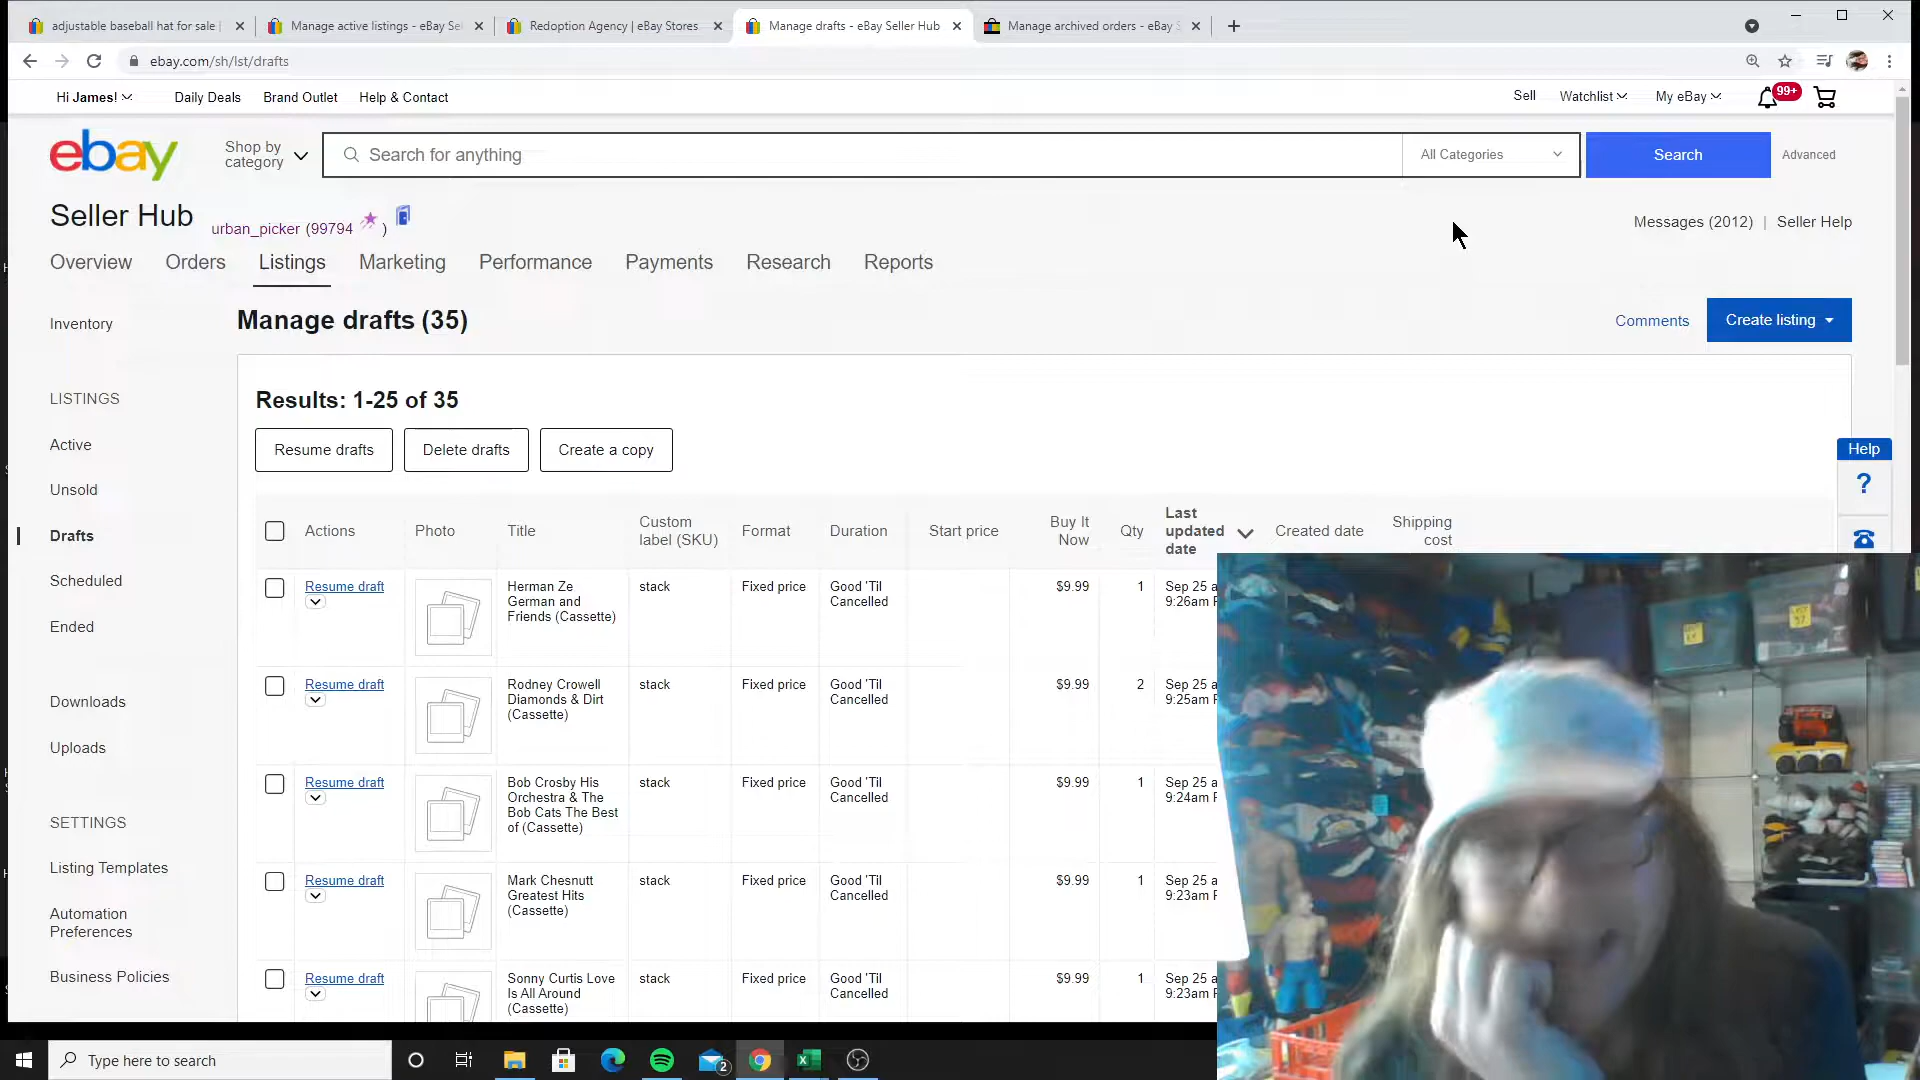 adjustable baseball hat for sale |
Manage active listings - eBay Sel
Redoption Agency | eBay Stores
Manage drafts - eBay Seller Hub
Manage archived orders - eBay S
ebay.com/sh/lst/drafts
Hi James!
Daily Deals
Brand Outlet
Help & Contact
Sell
Watchlist
My eBay
99+
ebay
Shop by category
Search for anything
All Categories
Search
Advanced
Seller Hub
urban_picker (99794 )
Messages (2012) | Seller Help
Overview
Orders
Listings
Marketing
Performance
Payments
Research
Reports
Inventory
LISTINGS
Active
Unsold
Drafts
Scheduled
Ended
Downloads
Uploads
SETTINGS
Listing Templates
Automation
Preferences
Business Policies
Manage drafts (35)
Comments
Create listing
Results: 1-25 of 35
Resume drafts
Delete drafts
Create a copy
Help
?
Actions
Photo
Title
Custom label (SKU)
Format
Duration
Start price
Buy It Now
Qty
Last updated date
Created date
Shipping cost
Resume draft
Herman Ze
German and
Friends (Cassette)
stack
Fixed price
Good 'Til
Cancelled
$9.99
1
Sep 25 a
9:26am
Resume draft
Rodney Crowell
Diamonds & Dirt
(Cassette)
stack
Fixed price
Good 'Til
Cancelled
$9.99
2
Sep 25 a
9:25am
Resume draft
Bob Crosby His
Orchestra & The
Bob Cats The Best
of (Cassette)
stack
Fixed price
Good 'Til
Cancelled
$9.99
1
Sep 25 a
9:24am
Resume draft
Mark Chesnutt
Greatest Hits
(Cassette)
stack
Fixed price
Good 'Til
Cancelled
$9.99
1
Sep 25 a
9:23am
Resume draft
Sonny Curtis Love
Is All Around
(Cassette)
stack
Fixed price
Good 'Til
Cancelled
$9.99
1
Sep 25 a
9:23am
Type here to search
2